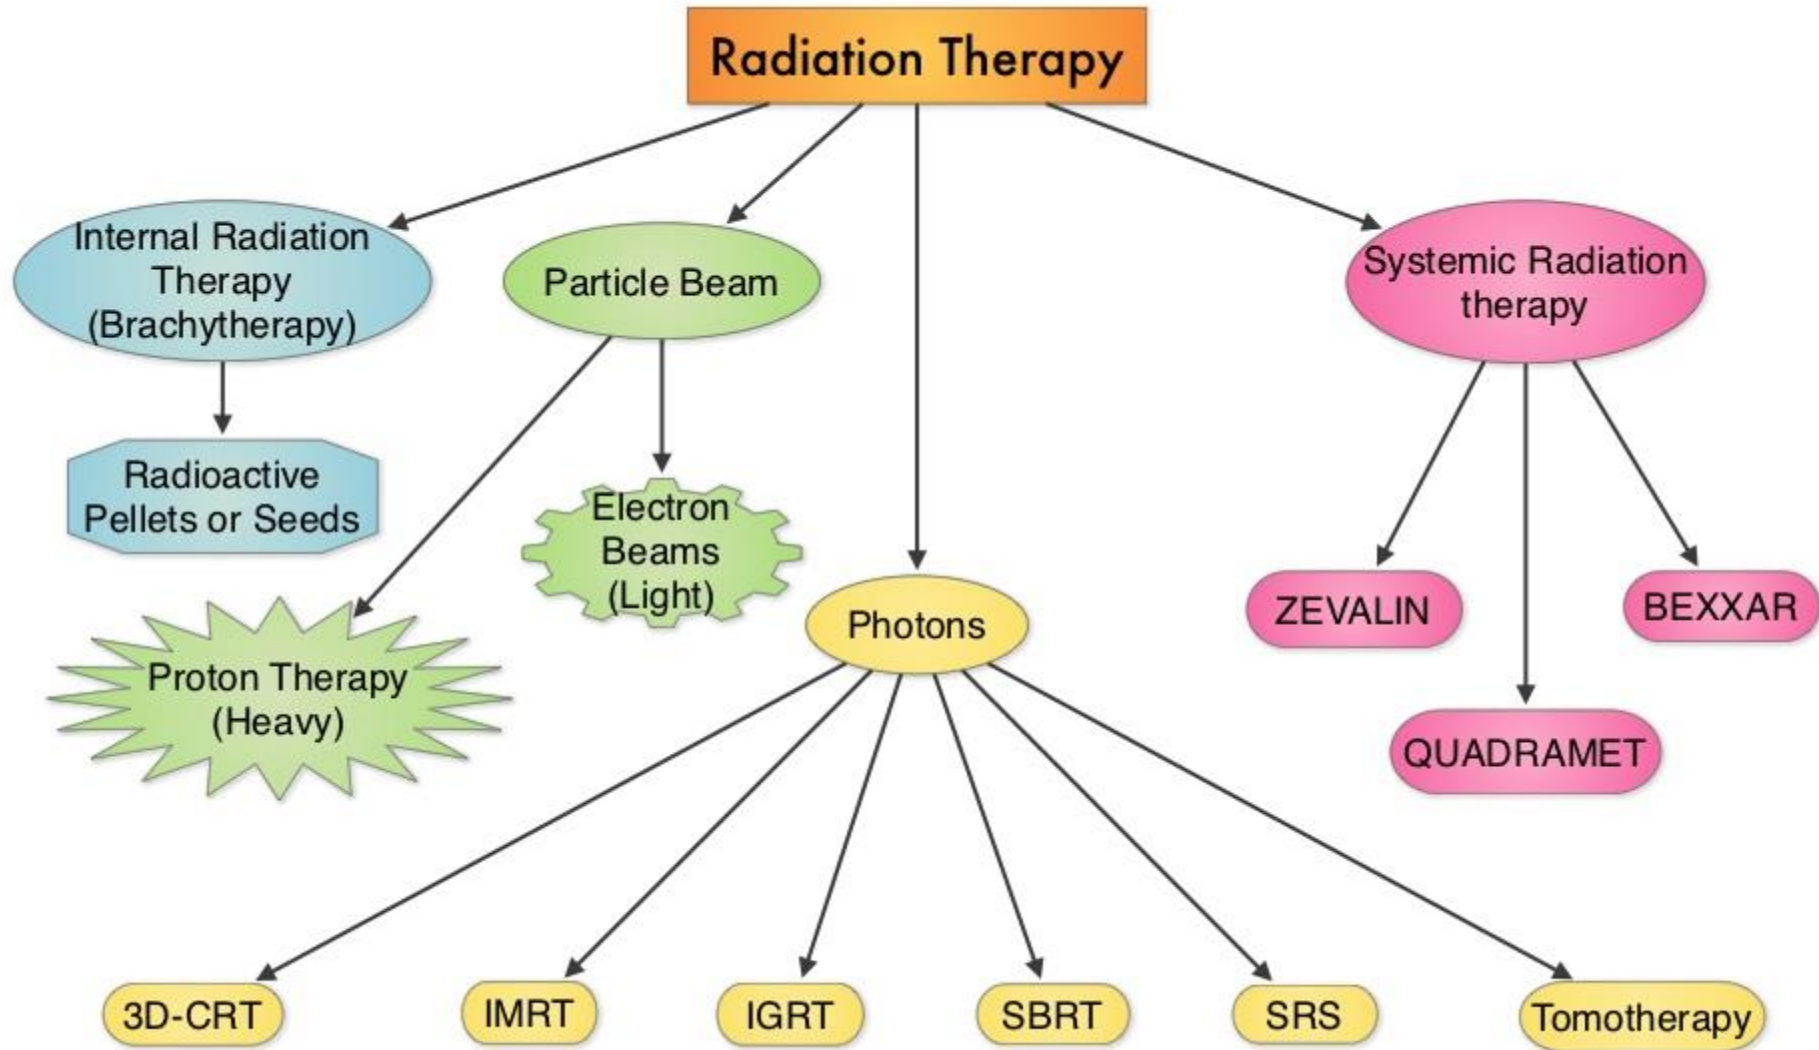 Radiation Therapy
Internal Radiation
Therapy
(Brachytherapy)
Particle Beam
Systemic Radiation
therapy
Radioactive
Pellets or Seeds
Electron
Beams
(Light)
Photons
ZEVALIN
BEXXAR
Proton Therapy
(Heavy)
QUADRAMET
3D-CRT
IMRT
IGRT
SBRT
SRS
Tomotherapy